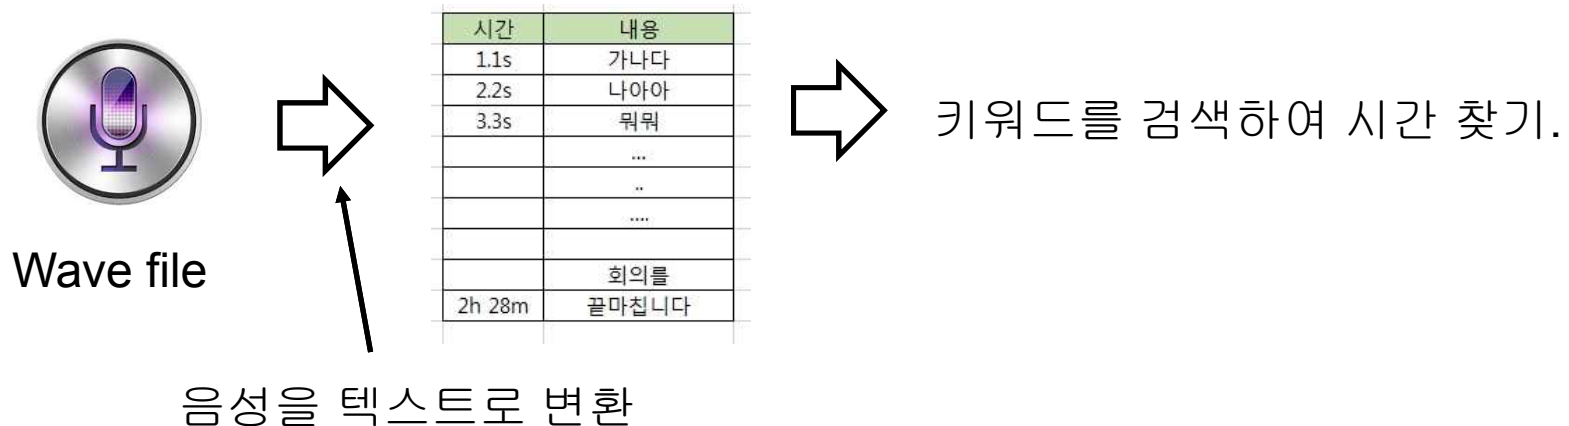 Wave file
음성을 텍스트로 변환
시간 내용
1.1s 가나다
2.2s 나아아
3.3s 뭐뭐
...
..
....
회의를
2h 28m 끝마칩니다
키워드를 검색하여 시간 찾기.